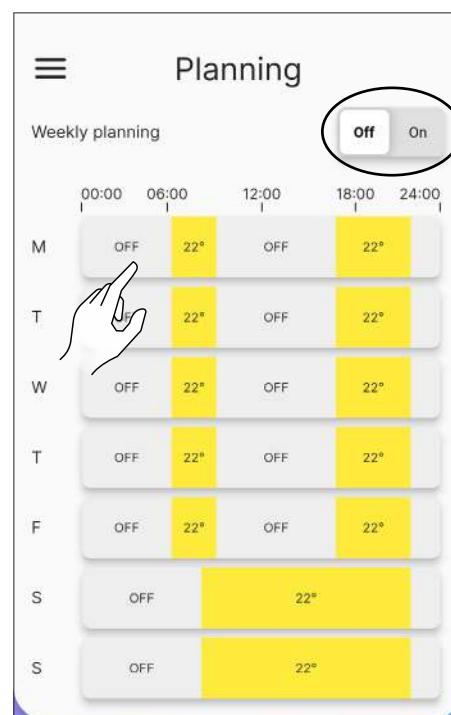 Planning
Weekly planning
Off On
00:00 06:00 12:00 18:00 24:00
M OFF 22° OFF 22°
T OFF 22° OFF 22°
W OFF 22° OFF 22°
T OFF 22° OFF 22°
F OFF 22° OFF 22°
S OFF 22°
S OFF 22°